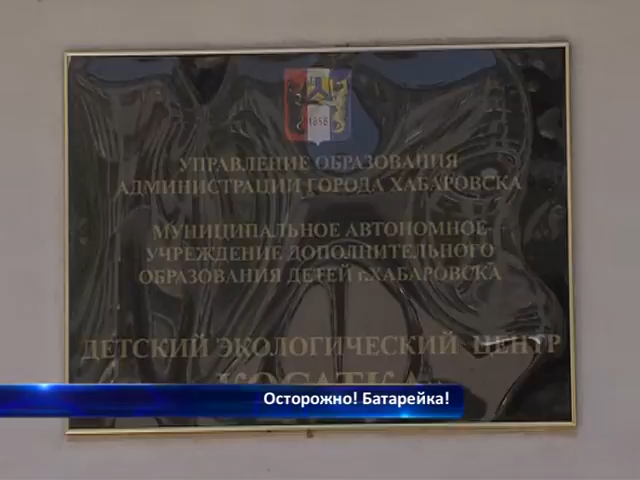 1858
УПРАВЛЕНИЕ ОБРАЗОВАНИЯ
АДМИНИСТРАЦИИ ГОРОДА ХАБАРОВСКА
МУНИЦИПАЛЬНОЕ АВТОНОМНОЕ
УЧРЕЖДЕНИЕ ДОПОЛНИТЕЛЬНОГО
ОБРАЗОВАНИЯ ДЕТЕЙ г.ХАБАРОВСКА
ДЕТСКИЙ ЭКОЛОГИЧЕСКИЙ ЦЕНТР
Осторожно! Батарейка!